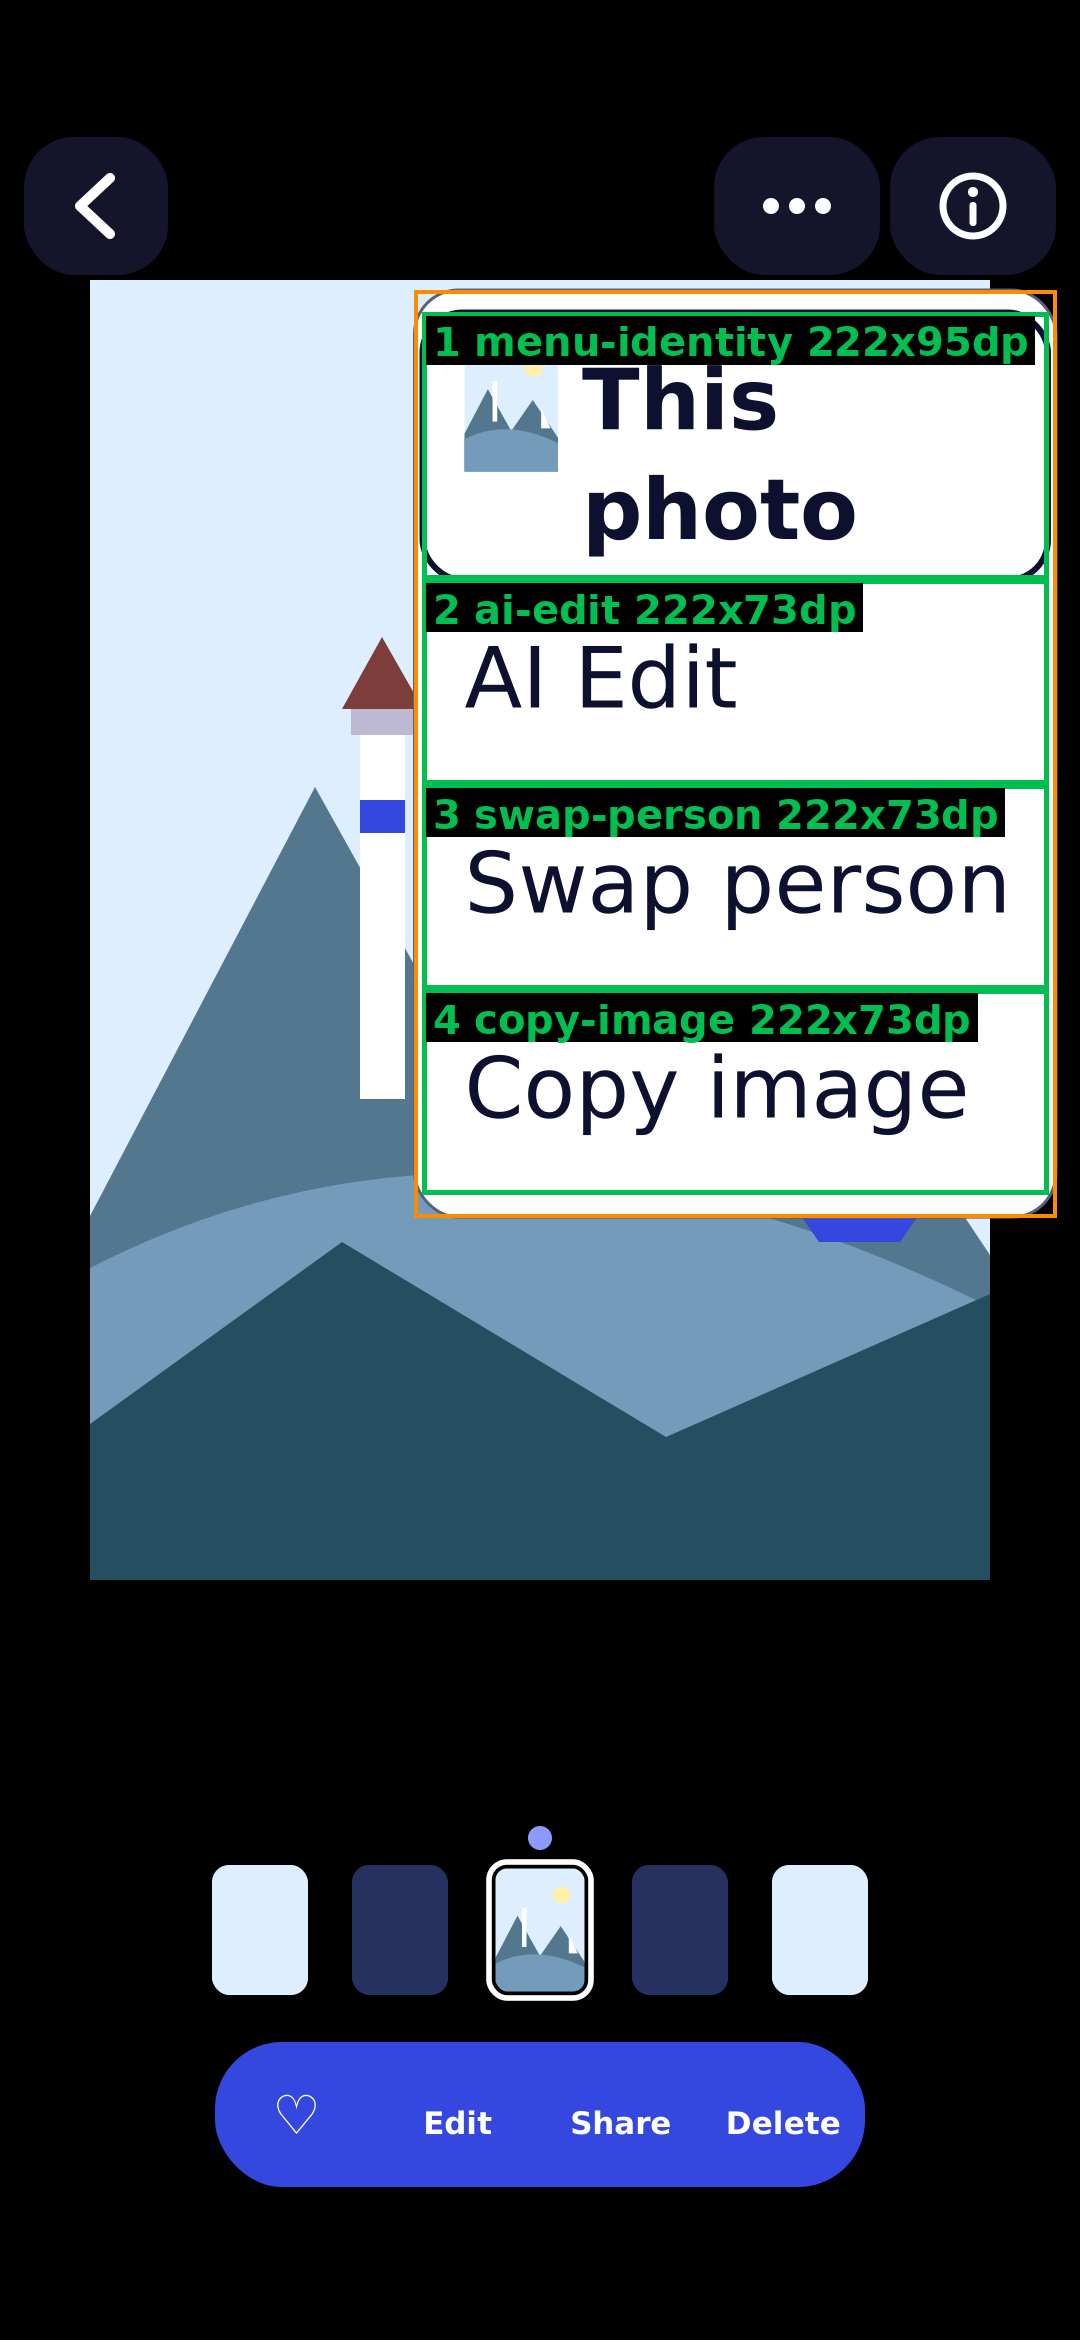 1 menu-identity 222x95dp
This
photo
2 ai-edit 222x73dp
AI Edit
3 swap-person 222x73dp
Swap person
4 copy-image 222x73dp
Copy image
♡ Edit Share Delete